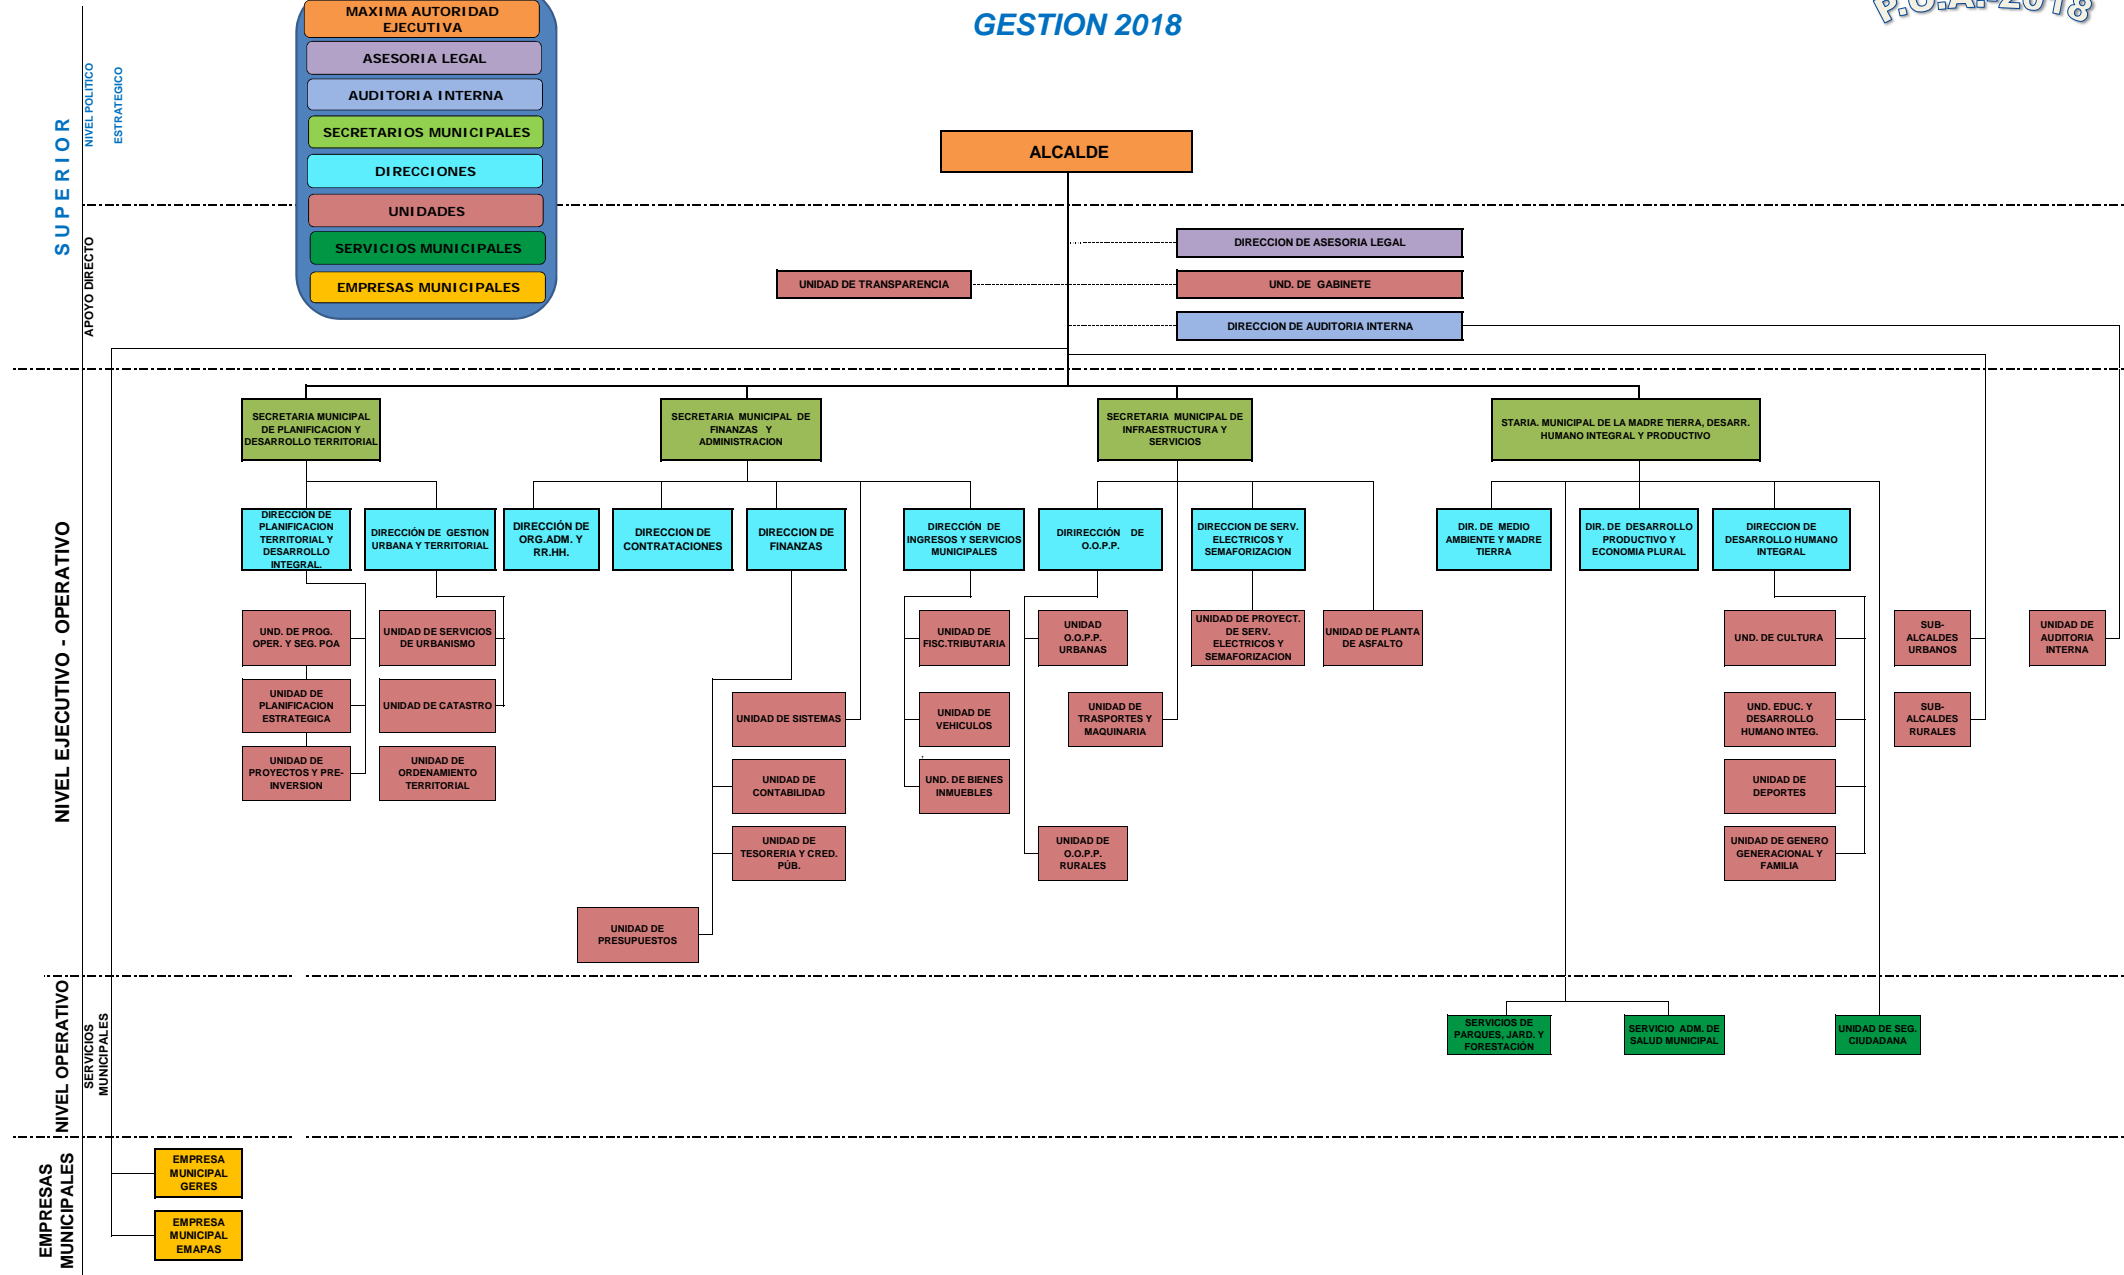 MAXIMA AUTORIDAD
EJECUTIVA
ASESORIA LEGAL
AUDITORIA INTERNA
SECRETARIOS MUNICIPALES
DIRECCIONES
UNIDADES
SERVICIOS MUNICIPALES
EMPRESAS MUNICIPALES
GESTION 2018
P.O.A.-2018
SUPERIOR
NIVEL POLITICO
ESTRATEGICO
APOYO DIRECTO
ALCALDE
DIRECCION DE ASESORIA LEGAL
UNIDAD DE TRANSPARENCIA
UND. DE GABINETE
DIRECCION DE AUDITORIA INTERNA
NIVEL EJECUTIVO - OPERATIVO
SECRETARIA MUNICIPAL
DE PLANIFICACION Y
DESARROLLO TERRITORIAL
SECRETARIA MUNICIPAL DE
FINANZAS Y
ADMINISTRACION
SECRETARIA MUNICIPAL DE
INFRAESTRUCTURA Y
SERVICIOS
STARIA. MUNICIPAL DE LA MADRE TIERRA, DESARR.
HUMANO INTEGRAL Y PRODUCTIVO
DIRECCION DE
PLANIFICACION
TERRITORIAL Y
DESARROLLO
INTEGRAL.
DIRECCIÓN DE GESTION
URBANA Y TERRITORIAL
DIRECCIÓN DE
ORG.ADM. Y
RR.HH.
DIRECCION DE
CONTRATACIONES
DIRECCION DE
FINANZAS
DIRECCIÓN DE
INGRESOS Y SERVICIOS
MUNICIPALES
DIRIRECCIÓN DE
O.O.P.P.
DIRECCION DE SERV.
ELECTRICOS Y
SEMAFORIZACION
DIR. DE MEDIO
AMBIENTE Y MADRE
TIERRA
DIR. DE DESARROLLO
PRODUCTIVO Y
ECONOMIA PLURAL
DIRECCION DE
DESARROLLO HUMANO
INTEGRAL
UND. DE PROG.
OPER. Y SEG. POA
UNIDAD DE SERVICIOS
DE URBANISMO
UNIDAD DE
FISC.TRIBUTARIA
UNIDAD
O.O.P.P.
URBANAS
UNIDAD DE PROYECT.
DE SERV.
ELECTRICOS Y
SEMAFORIZACION
UNIDAD DE PLANTA
DE ASFALTO
UND. DE CULTURA
SUB-
ALCALDES
URBANOS
UNIDAD DE
AUDITORIA
INTERNA
UNIDAD DE
PLANIFICACION
ESTRATEGICA
UNIDAD DE CATASTRO
UNIDAD DE SISTEMAS
UNIDAD DE
VEHICULOS
UNIDAD DE
TRASPORTES Y
MAQUINARIA
UND. EDUC. Y
DESARROLLO
HUMANO INTEG.
SUB-
ALCALDES
RURALES
UNIDAD DE
PROYECTOS Y PRE-
INVERSION
UNIDAD DE
ORDENAMIENTO
TERRITORIAL
UNIDAD DE
CONTABILIDAD
UND. DE BIENES
INMUEBLES
UNIDAD DE
DEPORTES
UNIDAD DE
TESORERIA Y CRED.
PÚB.
UNIDAD DE
O.O.P.P.
RURALES
UNIDAD DE GENERO
GENERACIONAL Y
FAMILIA
UNIDAD DE
PRESUPUESTOS
NIVEL OPERATIVO
SERVICIOS
MUNICIPALES
SERVICIOS DE
PARQUES, JARD. Y
FORESTACIÓN
SERVICIO ADM. DE
SALUD MUNICIPAL
UNIDAD DE SEG.
CIUDADANA
EMPRESAS
MUNICIPALES
EMPRESA
MUNICIPAL
GERES
EMPRESA
MUNICIPAL
EMAPAS